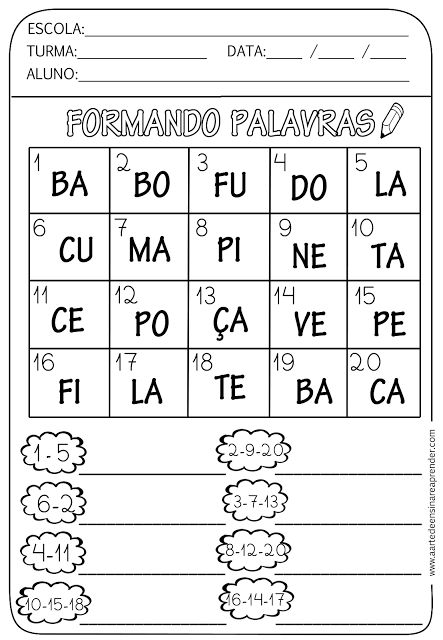 ESCOLA:
TURMA: DATA: / / /
ALUNO:
FORMANDO PALAVRAS
1 BA 2 BO 3 FU 4 DO 5 LA
6 CU 7 MA 8 PI 9 NE 10 TA
11 CE 12 PO 13 ÇA 14 VE 15 PE
16 FI 17 LA 18 TE 19 BA 20 CA
1-5 2-9-20
6-2 3-7-13
4-11 8-12-20
10-15-18 16-14-17
www.aartedeensinareaprender.com